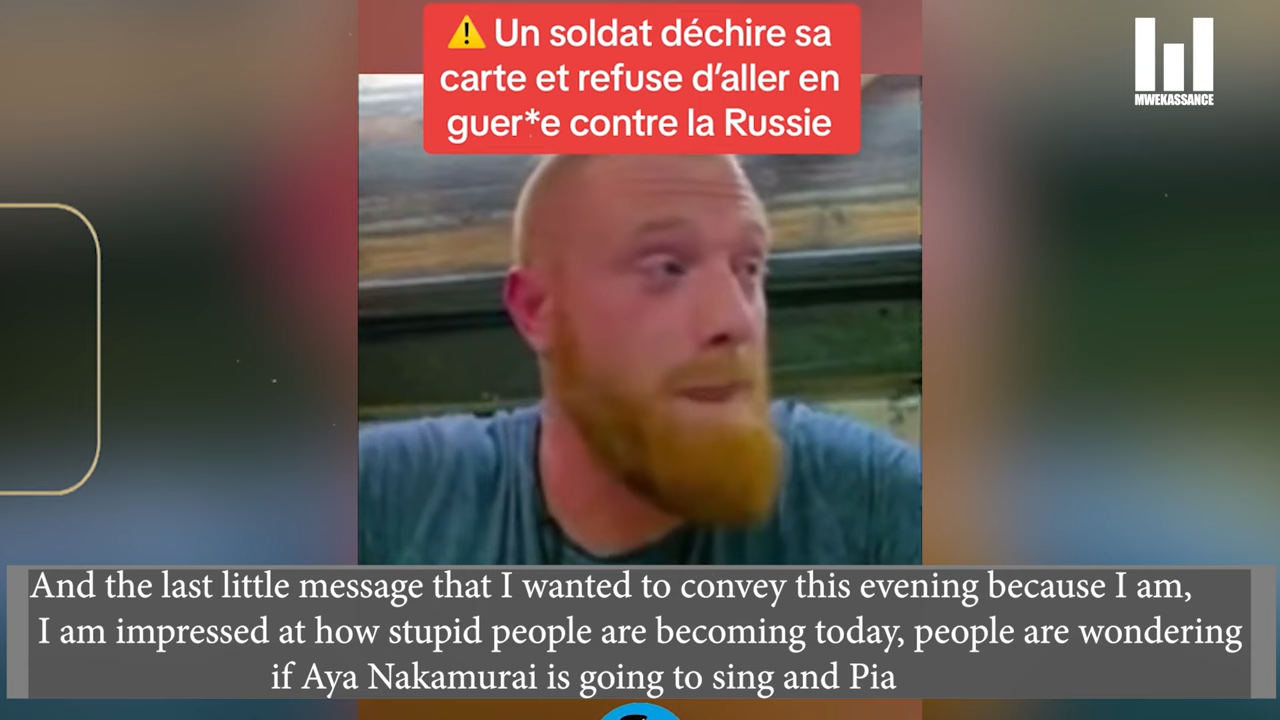 ⚠️ Un soldat déchire sa
carte et refuse d’aller en
guer*e contre la Russie
MWEKASSANCE
And the last little message that I wanted to convey this evening because I am,
I am impressed at how stupid people are becoming today, people are wondering
if Aya Nakamurai is going to sing and Pia